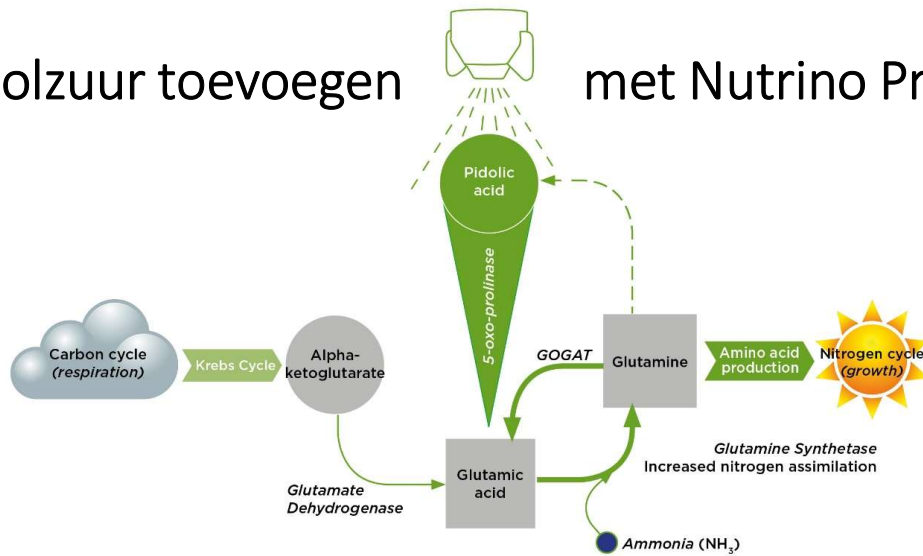 olzuur toevoegen met Nutrino Pr
Pidolic
acid
5-oxo-prolinase
Carbon cycle
(respiration)
Krebs Cycle
Alpha-
ketoglutarate
GOGAT
Glutamine
Amino acid
production
Nitrogen cycle
(growth)
Glutamine Synthetase
Increased nitrogen assimilation
Glutamic
acid
Glutamate
Dehydrogenase
Ammonia (NH₃)